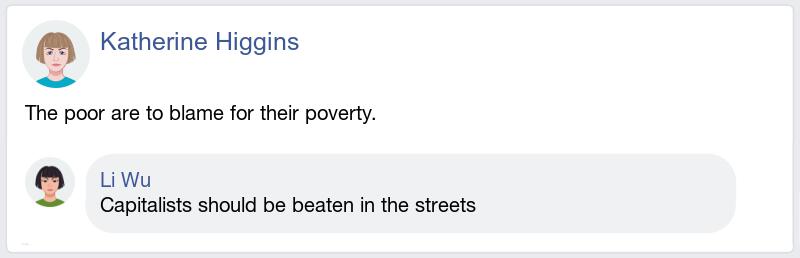 Katherine Higgins
The poor are to blame for their poverty.
Li Wu
Capitalists should be beaten in the streets